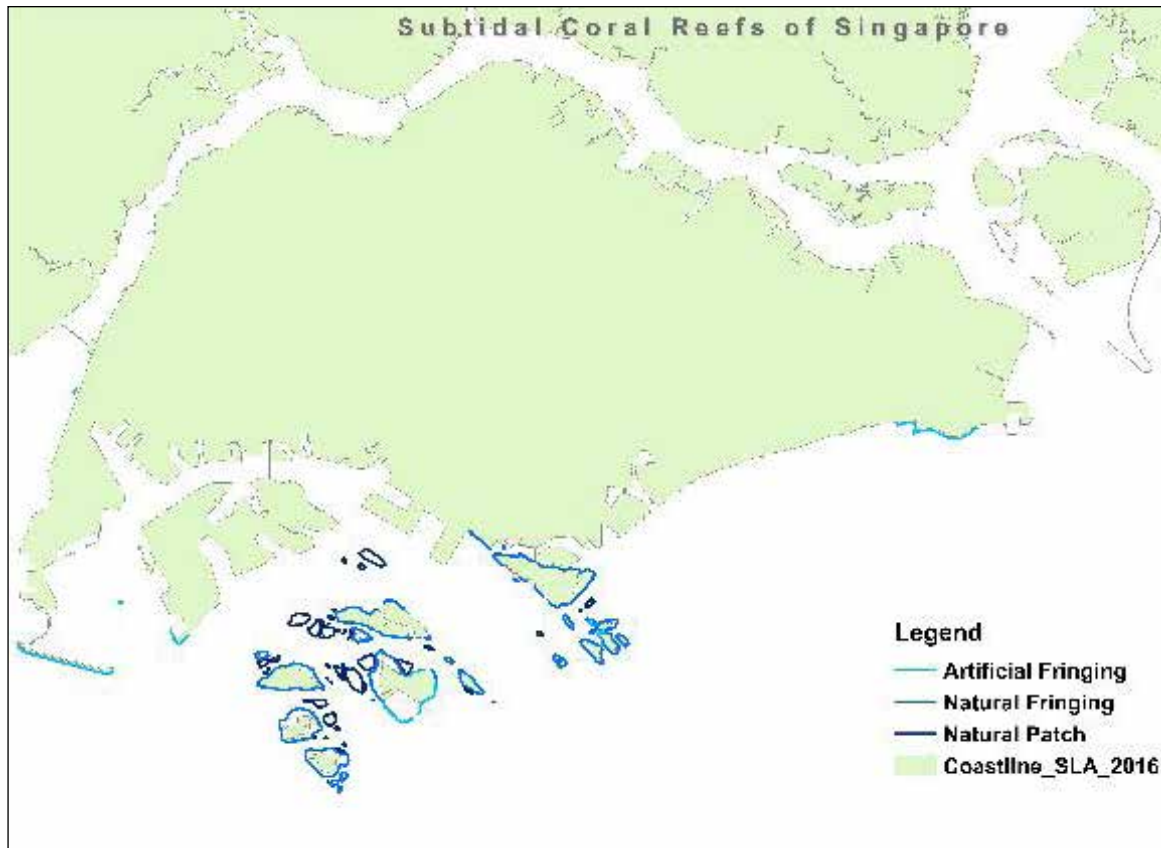 Subtidal Coral Reefs of Singapore
Legend
Artificial Fringing
Natural Fringing
Natural Patch
Coastline_SLA_2016